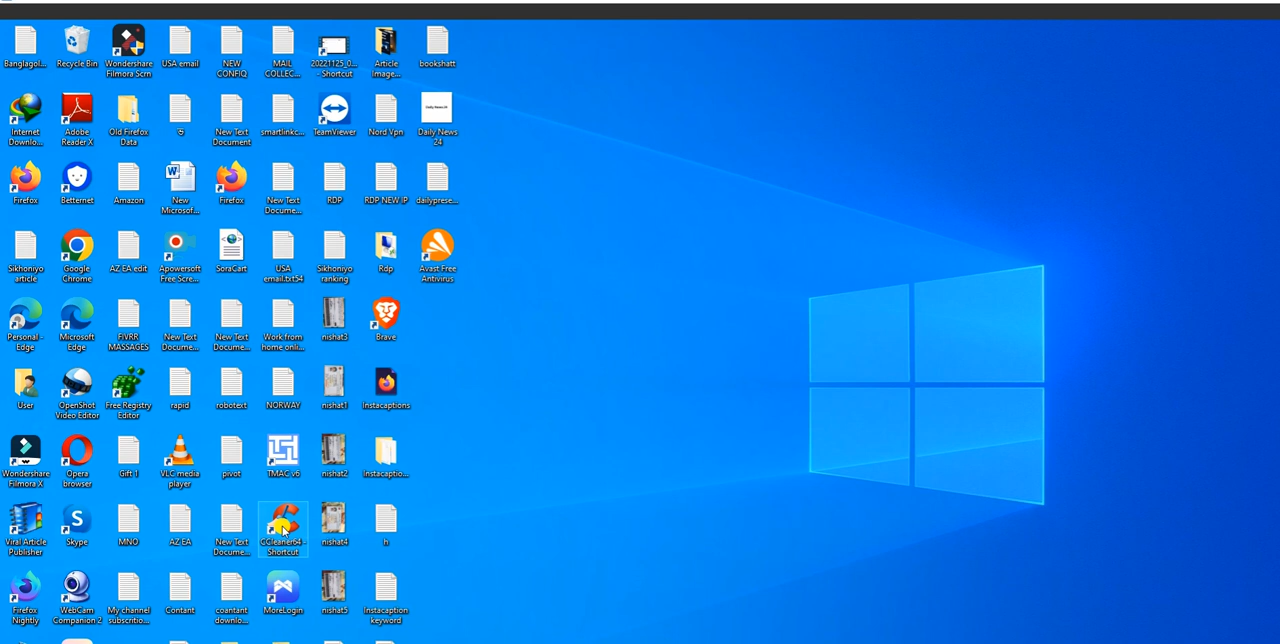 Banglagol...
Recycle Bin
Wondershare
Filmora Scrn
USA email
NEW
CONFIQ
MAIL
COLLEC...
20221125_0...
- Shortcut
Article
Image...
bookshatt
Internet
Downlo...
Adobe
Reader X
Old Firefox
Data
New Text
Document
smartlinkc...
TeamViewer
Nord Vpn
Daily News 24
Daily News
24
Firefox
Betternet
Amazon
New
Microsof...
Firefox
New Text
Docume...
RDP
RDP NEW IP
dailyprese...
Sikhoniyo
article
Google
Chrome
AZ EA edit
Apowersoft
Free Scre...
SoraCart
USA
email.txt54
Sikhoniyo
ranking
Rdp
Avast Free
Antivirus
Personal -
Edge
Microsoft
Edge
FIVRR
MASSAGES
New Text
Docume...
New Text
Docume...
Work from
home onli...
nishat3
Brave
User
OpenShot
Video Editor
Free Registry
Editor
rapid
robotext
NORWAY
nishat1
Instacaptions
Wondershare
Filmora X
Opera
browser
Gift 1
VLC media
player
pivot
TMAC v6
nishat2
Instacaptio...
Viral Article
Publisher
Skype
MNO
AZ EA
New Text
Docume...
CCleaner64 -
Shortcut
nishat4
h
Firefox
Nightly
WebCam
Companion 2
My channel
subscritio...
Contant
coantant
downlo...
MoreLogin
nishat5
Instacaption
keyword